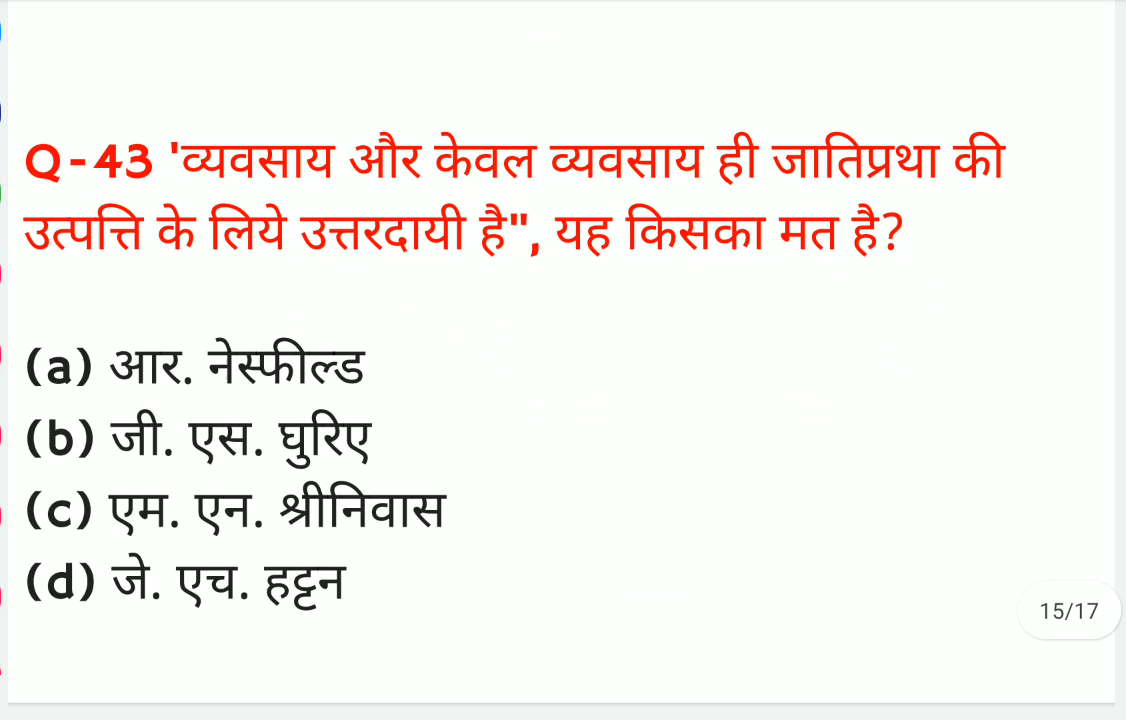 Q-43 'व्यवसाय और केवल व्यवसाय ही जातिप्रथा की
उत्पत्ति के लिये उत्तरदायी है", यह किसका मत है?
(a) आर. नेस्फील्ड
(b) जी. एस. घुरिए
(c) एम. एन. श्रीनिवास
(d) जे. एच. हट्टन
15/17